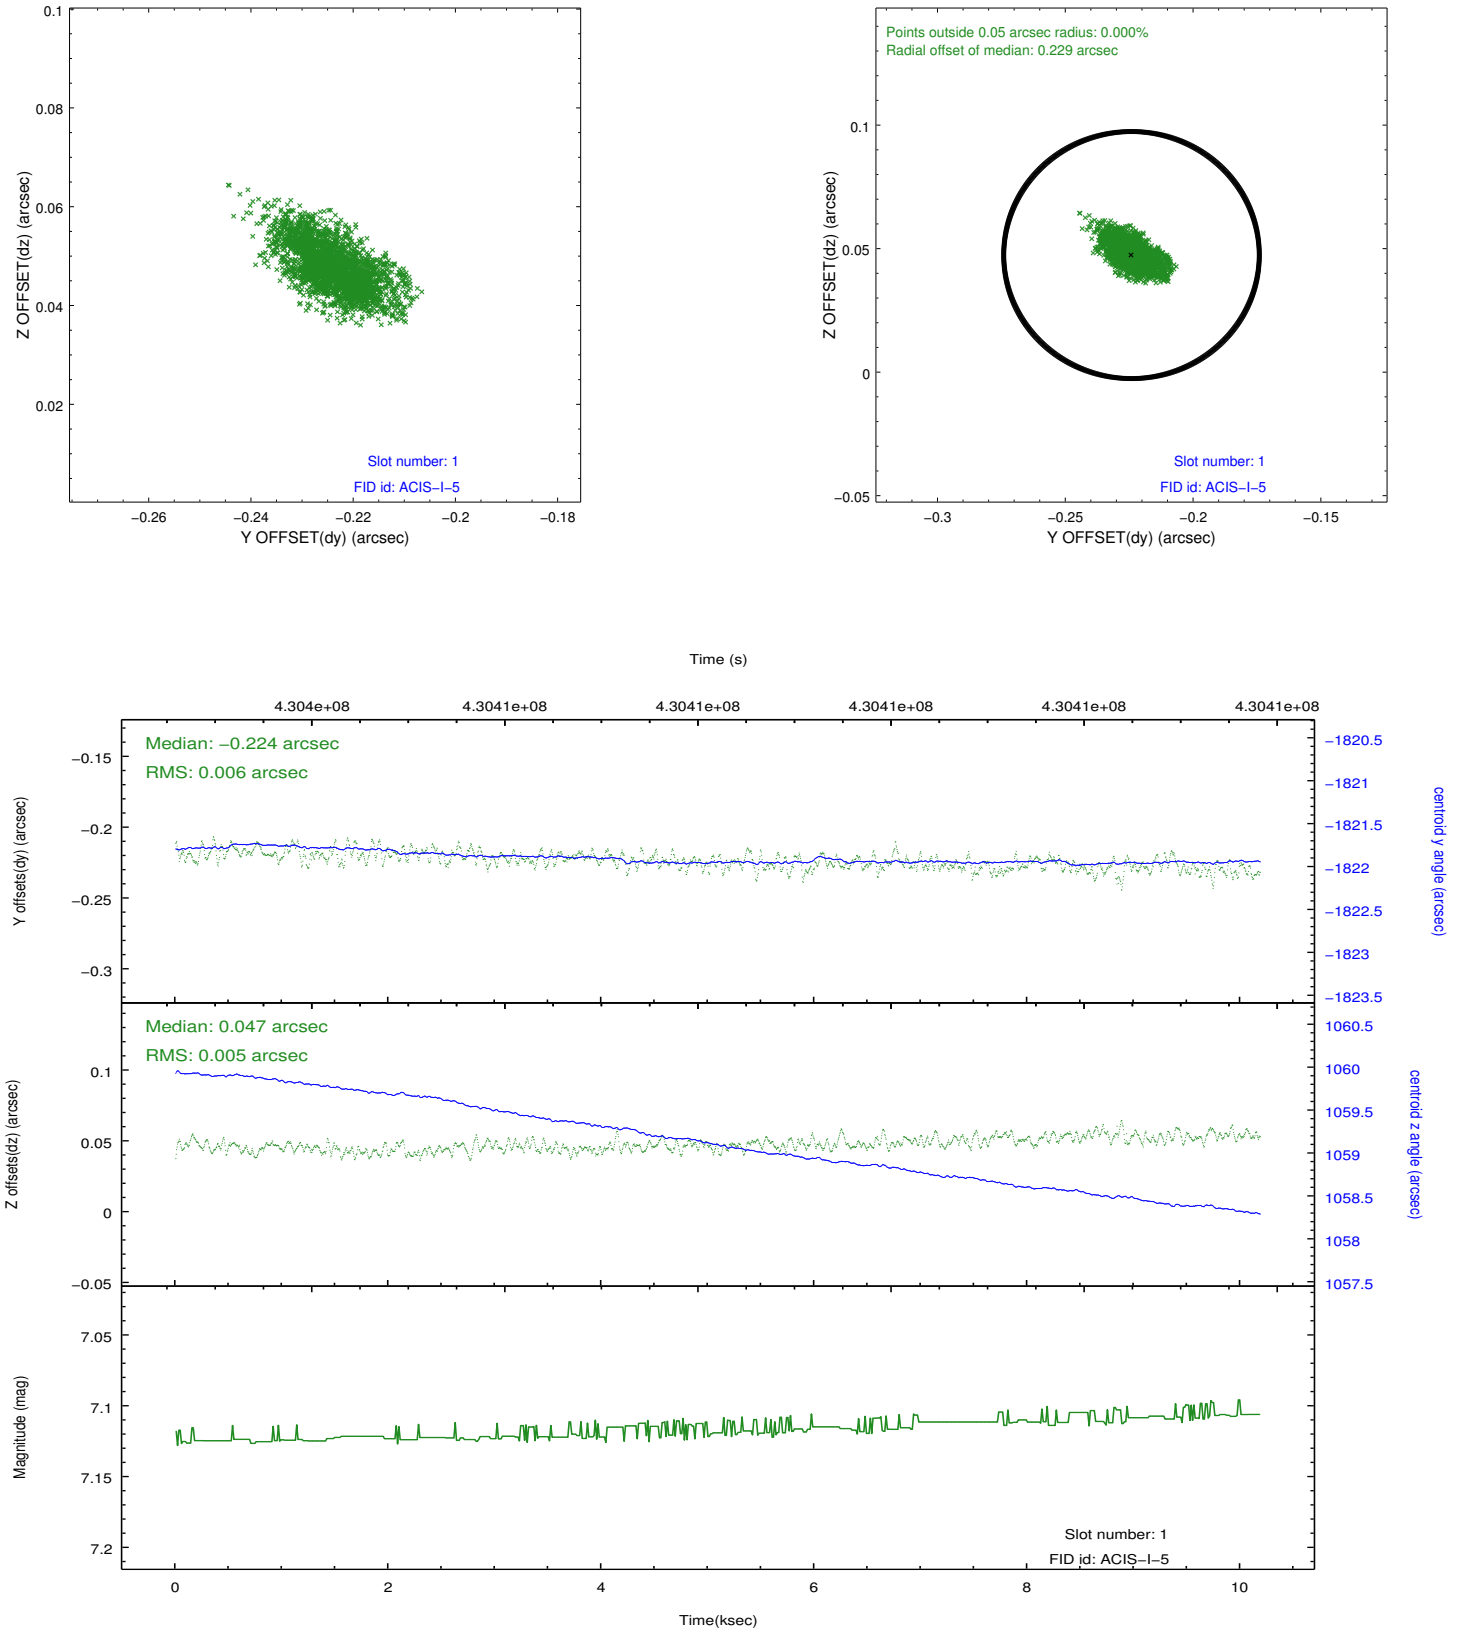 0.1
0.08
0.06
0.04
0.02
Z OFFSET(dz) (arcsec)
Slot number: 1
FID id: ACIS−I−5
−0.26 −0.24 −0.22 −0.2 −0.18
Y OFFSET(dy) (arcsec)
Points outside 0.05 arcsec radius: 0.000%
Radial offset of median: 0.229 arcsec
0.1
0.05
0
−0.05
Z OFFSET(dz) (arcsec)
Slot number: 1
FID id: ACIS−I−5
−0.3 −0.25 −0.2 −0.15
Y OFFSET(dy) (arcsec)
Time (s)
4.304e+08 4.3041e+08 4.3041e+08 4.3041e+08 4.3041e+08 4.3041e+08
Median: −0.224 arcsec
RMS: 0.006 arcsec
−0.15
−0.2
−0.25
−0.3
Y offsets(dy) (arcsec)
−1820.5
−1821
−1821.5
−1822
−1822.5
−1823
−1823.5
centroid y angle (arcsec)
Median: 0.047 arcsec
RMS: 0.005 arcsec
0.1
0.05
0
−0.05
Z offsets(dz) (arcsec)
1060.5
1060
1059.5
1059
1058.5
1058
1057.5
centroid z angle (arcsec)
7.05
7.1
7.15
7.2
Magnitude (mag)
Slot number: 1
FID id: ACIS−I−5
0 2 4 6 8 10
Time(ksec)